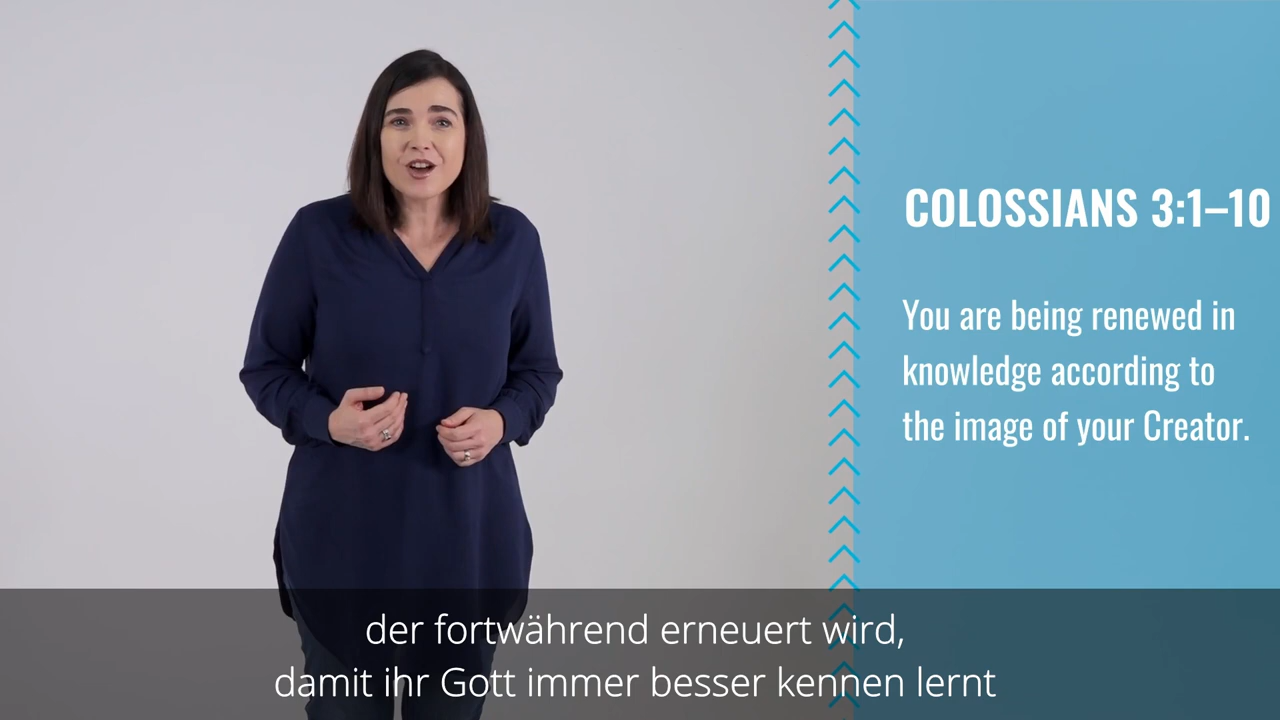 COLOSSIANS 3:1–10
You are being renewed in
knowledge according to
the image of your Creator.
der fortwährend erneuert wird,
damit ihr Gott immer besser kennen lernt